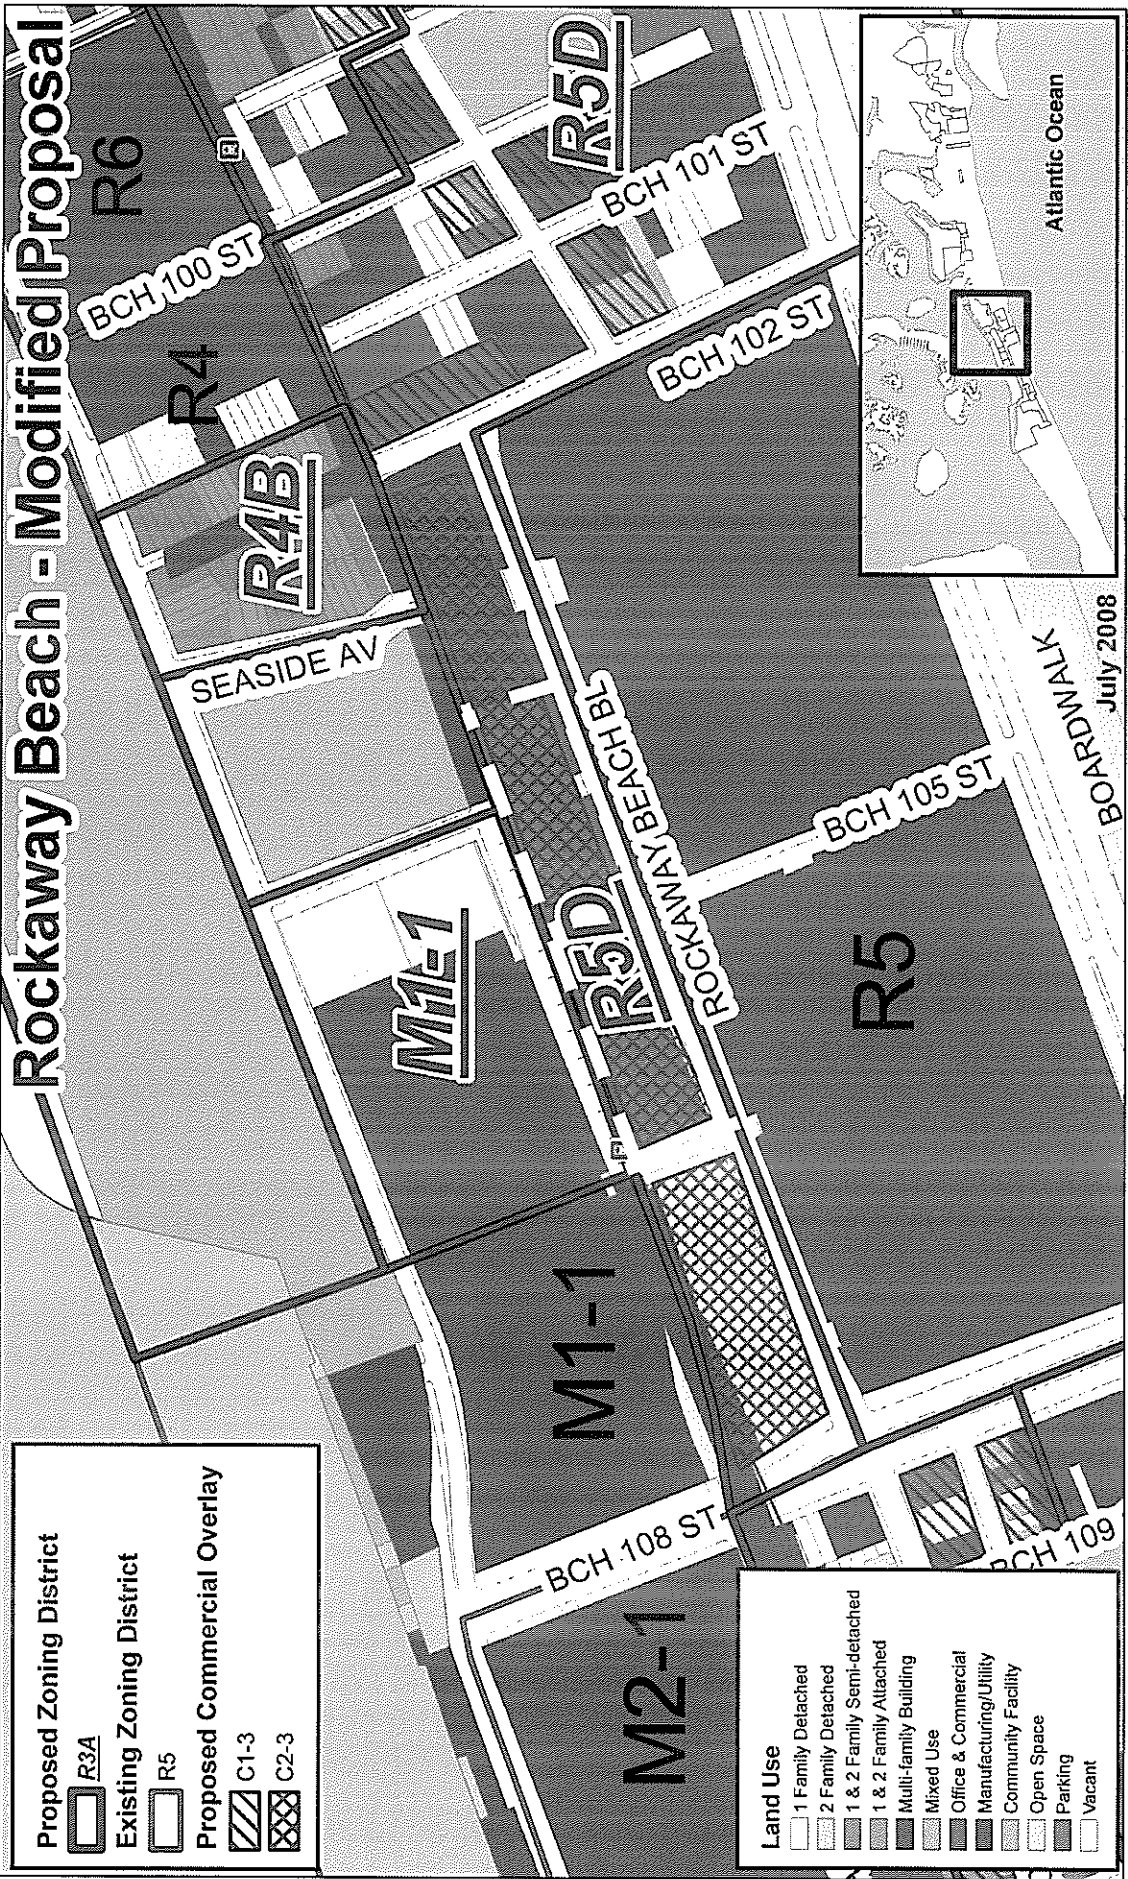 Rockaway Beach - Modified Proposal
Proposed Zoning District
R3A
Existing Zoning District
R5
Proposed Commercial Overlay
C1-3
C2-3
R6
BCH 100 ST
R4
R4B
SEASIDE AV
M1-1
M1-1
M2-1
BCH 108 ST
R5D
R5D
BCH 101 ST
BCH 102 ST
ROCKAWAY BEACH BL
BCH 105 ST
R5
BCH 109
BOARDWALK
Land Use
1 Family Detached
2 Family Detached
1 & 2 Family Semi-detached
1 & 2 Family Attached
Multi-family Building
Mixed Use
Office & Commercial
Manufacturing/Utility
Community Facility
Open Space
Parking
Vacant
Atlantic Ocean
July 2008